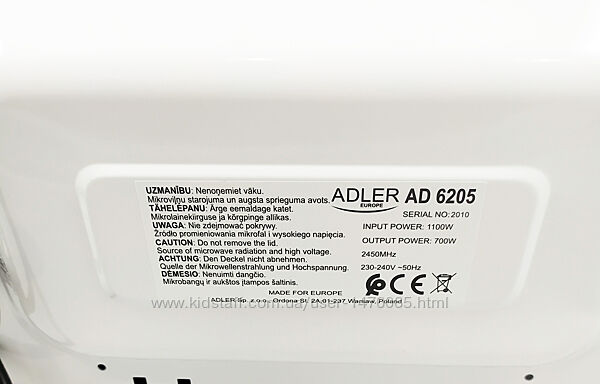 UZMANĪBU: Nenoņemiet vāku.
Mikroviļņu starojuma un augsta sprieguma avots.
TÄHELEPANU: Ärge eemaldage katet.
Mikrolainekiirguse ja kõrgpinge allikas.
UWAGA: Nie zdejmować pokrywy.
Źródło promieniowania mikrofal i wysokiego napięcia.
CAUTION: Do not remove the lid.
Source of microwave radiation and high voltage.
ACHTUNG: Den Deckel nicht abnehmen.
Quelle der Mikrowellenstrahlung und Hochspannung.
DĖMESIO: Nenuimti dangčio.
Mikrobangų ir aukštos įtampos šaltinis.
ADLER AD 6205
EUROPE
SERIAL NO: 2010
INPUT POWER: 1100W
OUTPUT POWER: 700W
2450MHz
230-240V ~50Hz
CE
MADE FOR EUROPE
ADLER Sp. z o.o., Ordona St. 2A, 01-237 Warsaw, Poland
www.kidstaff.com.ua/user-1476665.html